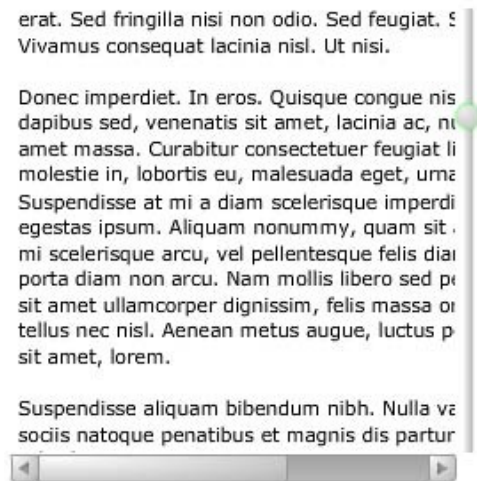 erat. Sed fringilla nisi non odio. Sed feugiat.
Vivamus consequat lacinia nisl. Ut nisi.
Donec imperdiet. In eros. Quisque congue nis
dapibus sed, venenatis sit amet, lacinia ac,
amet massa. Curabitur consectetuer feugiat li
molestie in, lobortis eu, malesuada eget, urna
Suspendisse at mi a diam scelerisque imperdi
egestas ipsum. Aliquam nonummy, quam sit
mi scelerisque arcu, vel pellentesque felis diar
porta diam non arcu. Nam mollis libero sed
sit amet ullamcorper dignissim, felis massa
tellus nec nisl. Aenean metus augue, luctus p
sit amet, lorem.
Suspendisse aliquam bibendum nibh. Nulla va
sociis natoque penatibus et magnis dis partur